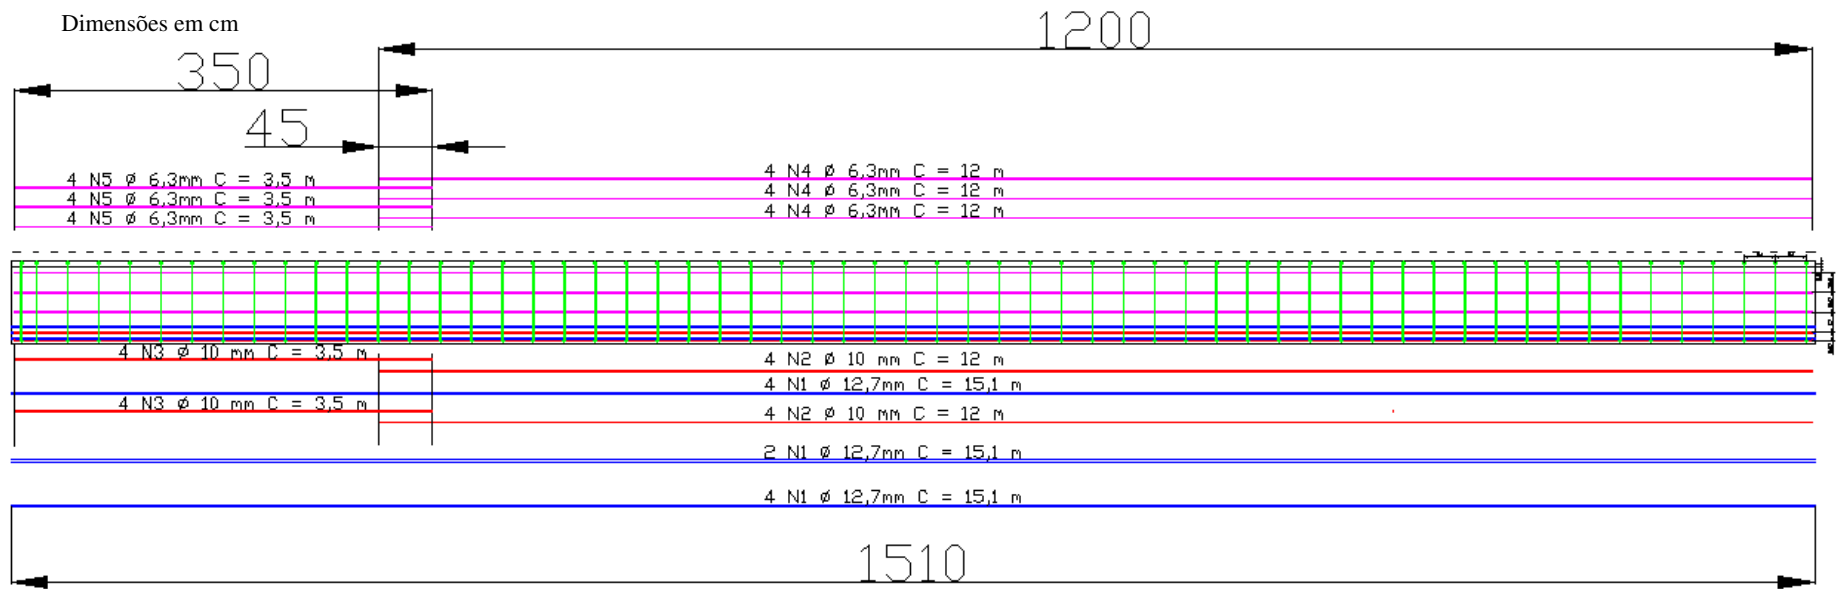 Dimensões em cm
1200
350
45
4 N5 ø 6,3mm C = 3,5 m
4 N5 ø 6,3mm C = 3,5 m
4 N5 ø 6,3mm C = 3,5 m
4 N4 ø 6,3mm C = 12 m
4 N4 ø 6,3mm C = 12 m
4 N4 ø 6,3mm C = 12 m
4 N3 ø 10 mm C = 3,5 m
4 N2 ø 10 mm C = 12 m
4 N1 ø 12,7mm C = 15,1 m
4 N3 ø 10 mm C = 3,5 m
4 N2 ø 10 mm C = 12 m
2 N1 ø 12,7mm C = 15,1 m
4 N1 ø 12,7mm C = 15,1 m
1510